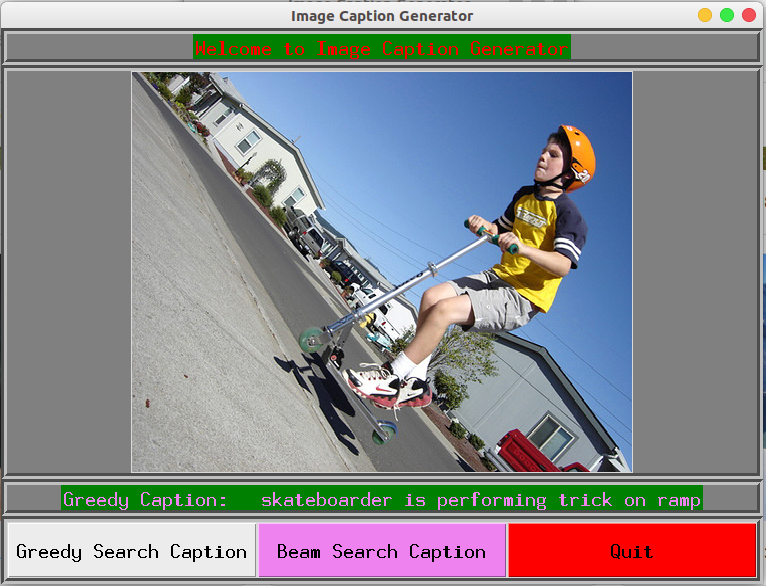 Image Caption Generator
Welcome to Image Caption Generator
Greedy Caption: skateboarder is performing trick on ramp
Greedy Search Caption
Beam Search Caption
Quit